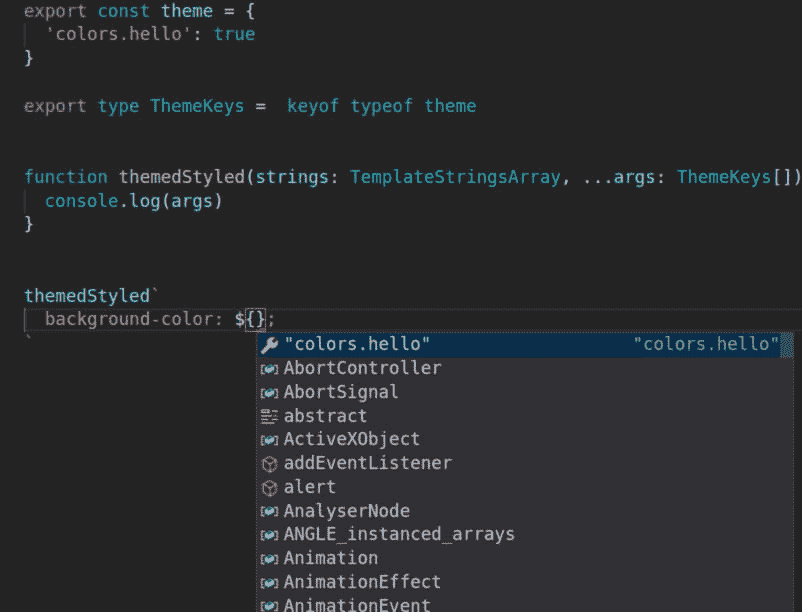 export const theme = {
  'colors.hello': true
}
export type ThemeKeys =  keyof typeof theme
function themedStyled(strings: TemplateStringsArray, ...args: ThemeKeys[])
  console.log(args)
}
themedStyled`
  background-color: ${};
`
"colors.hello" "colors.hello"
AbortController
AbortSignal
abstract
ActiveXObject
addEventListener
alert
AnalyserNode
ANGLE_instanced_arrays
Animation
AnimationEffect
AnimationEvent